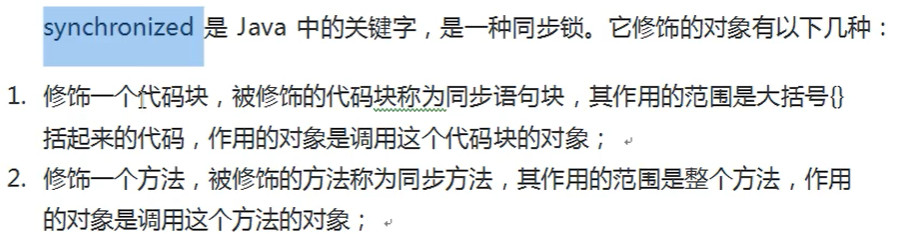 synchronized 是 Java 中的关键字，是一种同步锁。它修饰的对象有以下几种：
1. 修饰一个代码块，被修饰的代码块称为同步语句块，其作用的范围是大括号{}
括起来的代码，作用的对象是调用这个代码块的对象；
2. 修饰一个方法，被修饰的方法称为同步方法，其作用的范围是整个方法，作用
的对象是调用这个方法的对象；